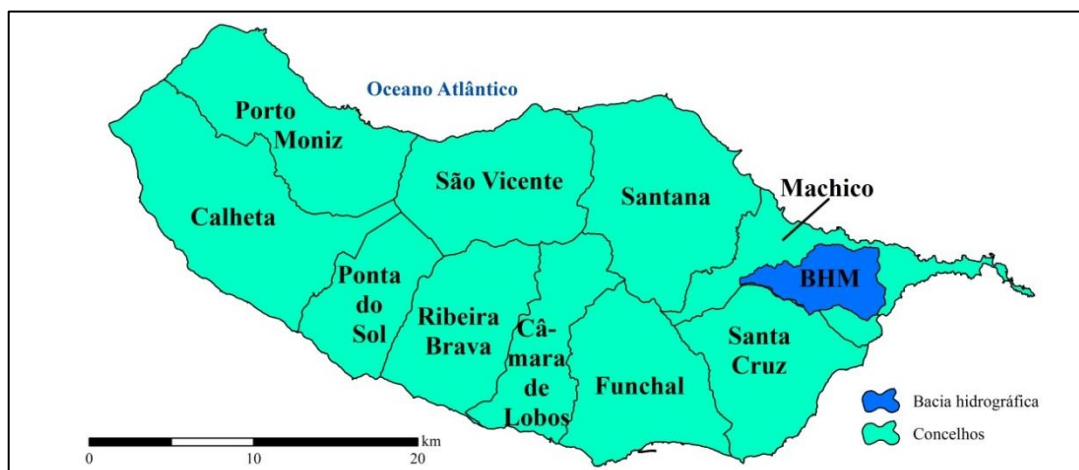 Oceano Atlântico
Porto
Moniz
São Vicente
Santana
Machico
Calheta
BHM
Ponta
do
Sol
Ribeira
Brava
Câ-
mara
de
Lobos
Funchal
Santa
Cruz
Bacia hidrográfica
Concelhos
km
0
10
20